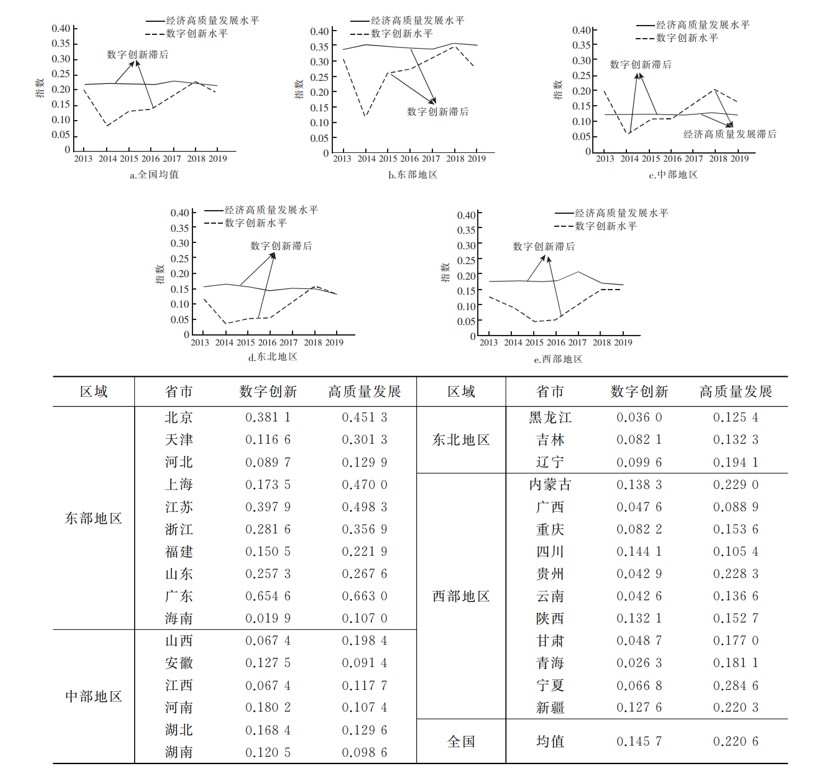 经济高质量发展水平
数字创新水平
数字创新滞后
指数
0.40
0.35
0.30
0.25
0.20
0.15
0.10
0.05
0
2013 2014 2015 2016 2017 2018 2019
a.全国均值
经济高质量发展水平
数字创新水平
数字创新滞后
指数
0.40
0.35
0.30
0.25
0.20
0.15
0.10
0.05
0
2013 2014 2015 2016 2017 2018 2019
b.东部地区
经济高质量发展水平
数字创新水平
数字创新滞后
经济高质量发展滞后
指数
0.40
0.35
0.30
0.25
0.20
0.15
0.10
0.05
0
2013 2014 2015 2016 2017 2018 2019
c.中部地区
经济高质量发展水平
数字创新水平
数字创新滞后
指数
0.40
0.35
0.30
0.25
0.20
0.15
0.10
0.05
0
2013 2014 2015 2016 2017 2018 2019
d.东北地区
经济高质量发展水平
数字创新水平
数字创新滞后
指数
0.40
0.35
0.30
0.25
0.20
0.15
0.10
0.05
0
2013 2014 2015 2016 2017 2018 2019
e.西部地区
区域 省市 数字创新 高质量发展 区域 省市 数字创新 高质量发展
北京 0.381 1 0.451 3 黑龙江 0.036 0 0.125 4
天津 0.116 6 0.301 3 东北地区 吉林 0.082 1 0.132 3
河北 0.089 7 0.129 9 辽宁 0.099 6 0.194 1
上海 0.173 5 0.470 0 内蒙古 0.138 3 0.229 0
江苏 0.397 9 0.498 3 广西 0.047 6 0.088 9
东部地区 浙江 0.281 6 0.356 9 重庆 0.082 2 0.153 6
福建 0.150 5 0.221 9 四川 0.144 1 0.105 4
山东 0.257 3 0.267 6 贵州 0.042 9 0.228 3
广东 0.654 6 0.663 0 西部地区 云南 0.042 6 0.136 6
海南 0.019 9 0.107 0 陕西 0.132 1 0.152 7
山西 0.067 4 0.198 4 甘肃 0.048 7 0.177 0
安徽 0.127 5 0.091 4 青海 0.026 3 0.181 1
中部地区 江西 0.067 4 0.117 7 宁夏 0.066 8 0.284 6
河南 0.180 2 0.107 4 新疆 0.127 6 0.220 3
湖北 0.168 4 0.129 6 全国 均值 0.145 7 0.220 6
湖南 0.120 5 0.098 6